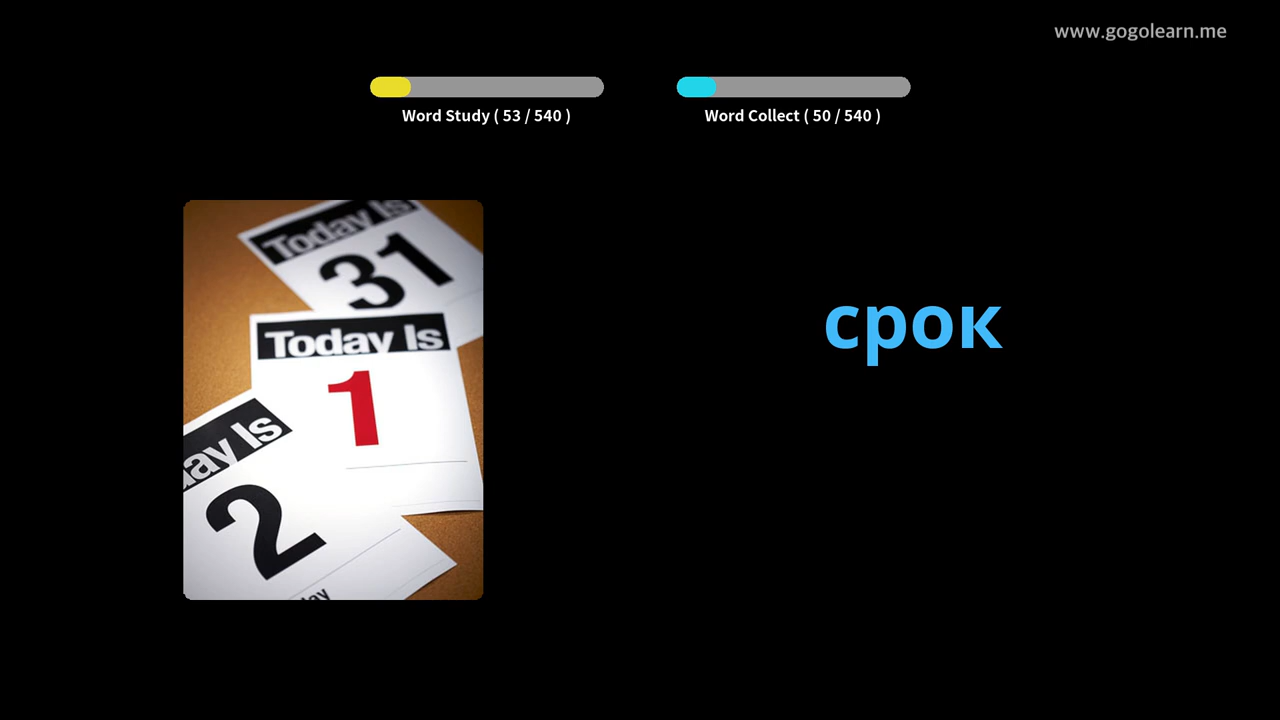 www.gogolearn.me
Word Study ( 53 / 540 )
Word Collect ( 50 / 540 )
Today Is
31
Today Is
1
ay Is
2
срок